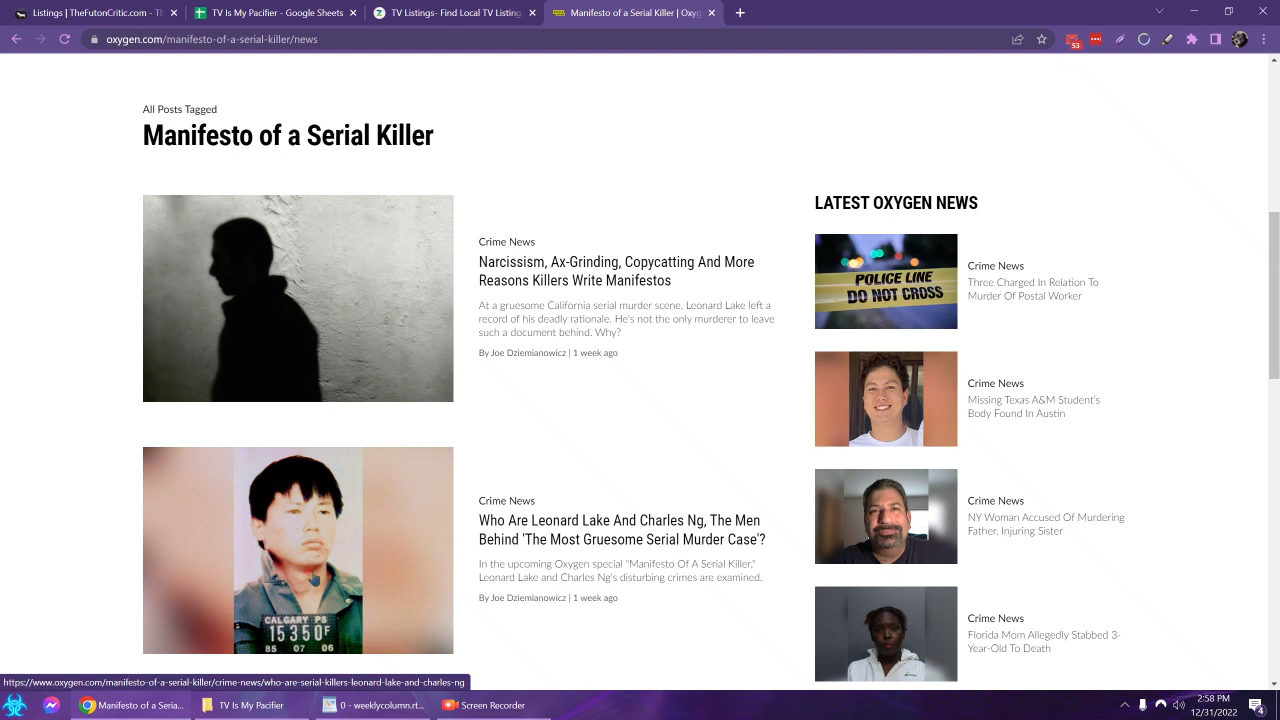 Manifestos | TheFutonCritic
- The
TV Listing Google Sheets
TheFutonCritic - TV Listings
Manifesto of a Serial Killer | Oxyg
oxygen.com/manifesto-of-a-serial-killer/news
53
All Posts Tagged
Manifesto of a Serial Killer
Crime News
Narcissism, Ax-Grinding, Copycatting And More
Reasons Killers Write Manifestos
At a gruesome California serial murder scene, Leonard Lake left a
record of his deadly rationale. He's not the only murderer to leave
such a document behind. Why?
By Joe Dziemianowicz | 1 week ago
Crime News
Who Are Leonard Lake And Charles Ng, The Men
Behind 'The Most Gruesome Serial Murder Case'?
In the upcoming Oxygen special "Manifesto Of A Serial Killer,"
Leonard Lake and Charles Ng's disturbing crimes are examined.
By Joe Dziemianowicz | 1 week ago
CALGARY PS
15350F
85 07 06
LATEST OXYGEN NEWS
POLICE LINE
DO NOT CROSS
Crime News
Three Charged In Relation To
Murder Of Postal Worker
Crime News
Missing Texas A&M Student's
Body Found In Austin
Crime News
NY Woman Accused Of Murdering
Father, Injuring Sister
Crime News
Florida Mom Allegedly Stabbed 3-
Year-Old To Death
https://www.oxygen.com/manifesto-of-a-serial-killer/crime-news/who-are-serial-killers-leonard-lake-and-charles-ng
Manifesto of a Seria...
TV Is My Pacifier
0 - weeklycolumn.rt...
Screen Recorder
2:58 PM
12/31/2022
4